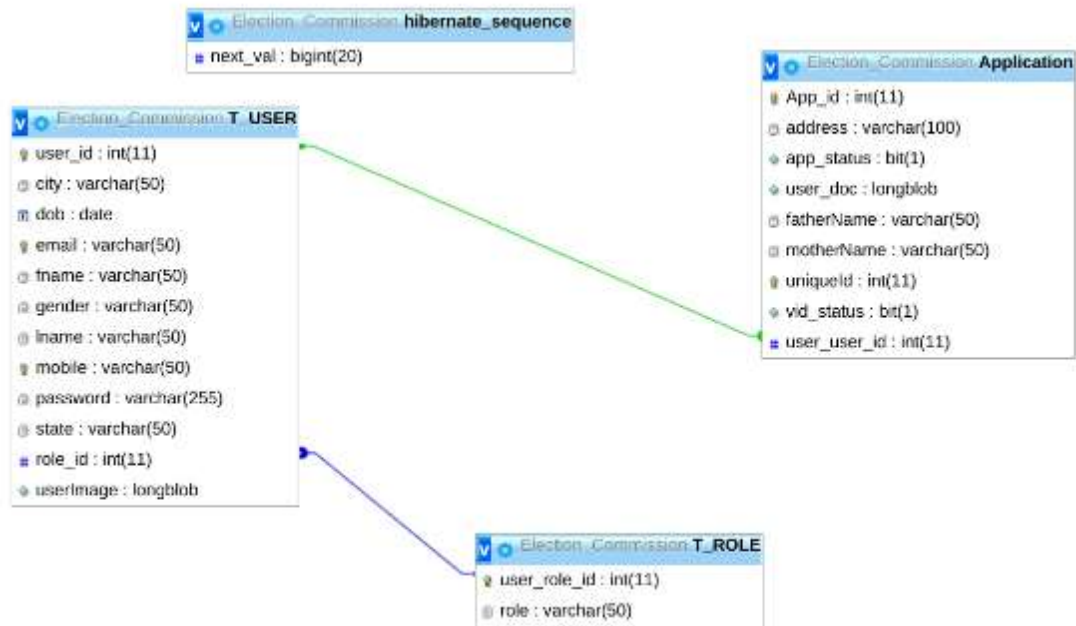 Election_Commission hibernate_sequence
next_val : bigint(20)
Election_Commission Application
App_id : int(11)
address : varchar(100)
app_status : bit(1)
user_doc : longblob
fatherName : varchar(50)
motherName : varchar(50)
uniqueId : int(11)
vid_status : bit(1)
user_user_id : int(11)
Election_Commission T_USER
user_id : int(11)
city : varchar(50)
dob : date
email : varchar(50)
fname : varchar(50)
gender : varchar(50)
lname : varchar(50)
mobile : varchar(50)
password : varchar(255)
state : varchar(50)
role_id : int(11)
userImage : longblob
Election_Commission T_ROLE
user_role_id : int(11)
role : varchar(50)